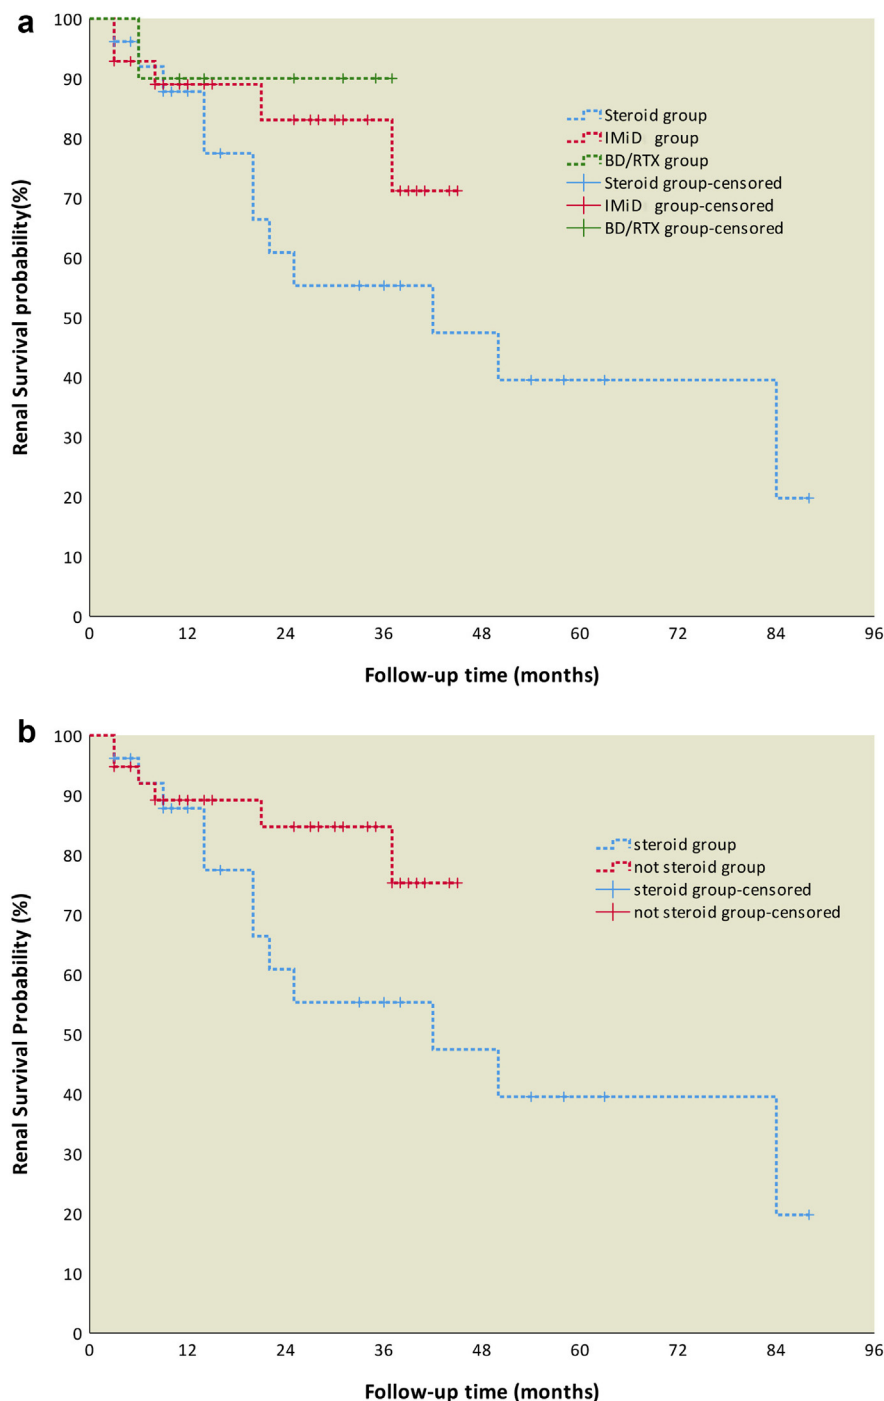 a
100
90
80
70
60
50
40
30
20
10
0
Renal Survival probability(%)
Steroid group
IMiD group
BD/RTX group
Steroid group-censored
IMiD group-censored
BD/RTX group-censored
0 12 24 36 48 60 72 84 96
Follow-up time (months)
b
100
90
80
70
60
50
40
30
20
10
0
Renal Survival Probability (%)
steroid group
not steroid group
steroid group-censored
not steroid group-censored
0 12 24 36 48 60 72 84 96
Follow-up time (months)